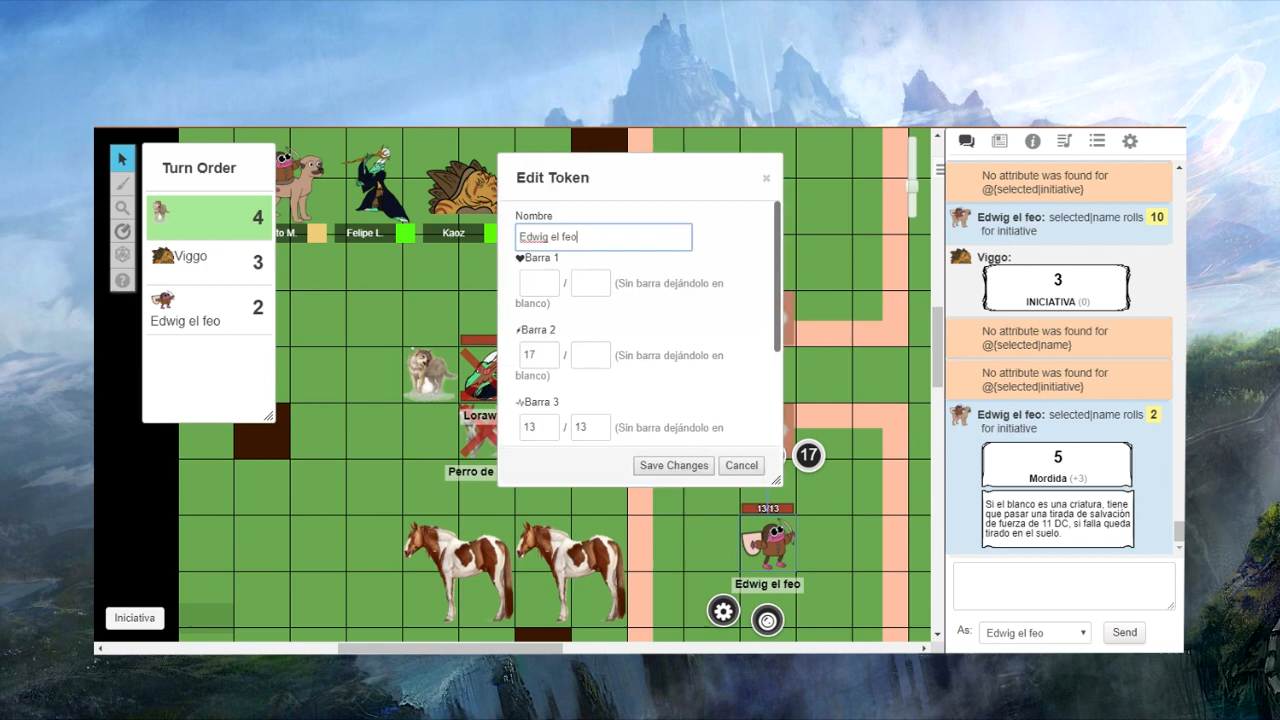 Turn Order
4
Viggo
3
2
Edwig el feo
Iniciativa
to M.
Felipe L.
Kaoz
Loraw
Perro de
Edit Token
×
Nombre
Edwig el feo
Barra 1
/ (Sin barra dejándolo en
blanco)
Barra 2
17 / (Sin barra dejándolo en
blanco)
Barra 3
13 / 13 (Sin barra dejándolo en
Save Changes
Cancel
17
13/13
Edwig el feo
No attribute was found for
@{selected|initiative}
Edwig el feo: selected|name rolls 10
for initiative
Viggo:
3
INICIATIVA (0)
No attribute was found for
@{selected|name}
No attribute was found for
@{selected|initiative}
Edwig el feo: selected|name rolls 2
for initiative
5
Mordida (+3)
Si el blanco es una criatura, tiene
que pasar una tirada de salvación
de fuerza de 11 DC, si falla queda
tirado en el suelo.
As: Edwig el feo
Send